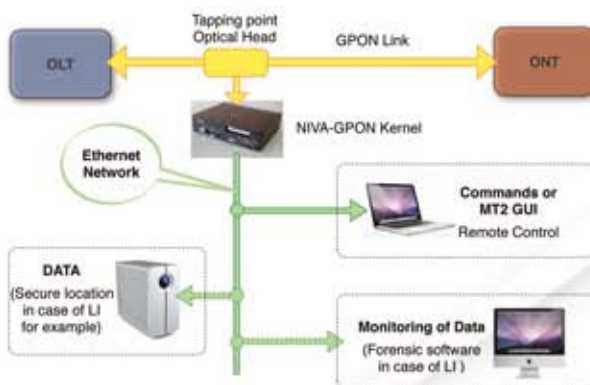 Tapping point
Optical Head
GPON Link
OLT
ONT
NIVA-GPON Kernel
Ethernet
Network
Commands or
MT2 GUI
Remote Control
DATA
(Secure location
in case of LI
for example)
Monitoring of Data
(Forensic software
in case of LI )